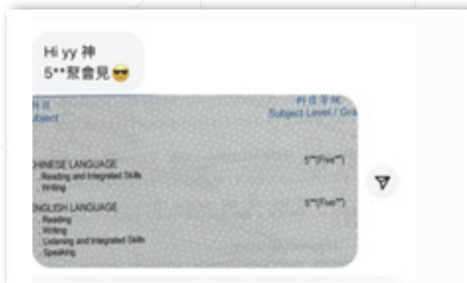 Hi yy 神
5**聚會見😎
科目
Subject
科目等級
Subject Level / Gra
CHINESE LANGUAGE
5**(Five**)
. Reading and Integrated Skills
. Writing
ENGLISH LANGUAGE
5**(Five**)
. Reading
. Writing
. Listening and Integrated Skills
. Speaking